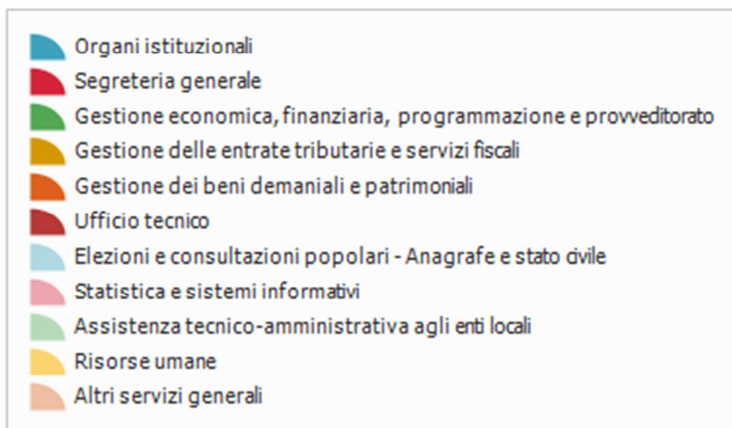 Organi istituzionali
Segreteria generale
Gestione economica, finanziaria, programmazione e provveditorato
Gestione delle entrate tributarie e servizi fiscali
Gestione dei beni demaniali e patrimoniali
Ufficio tecnico
Elezioni e consultazioni popolari - Anagrafe e stato civile
Statistica e sistemi informativi
Assistenza tecnico-amministrativa agli enti locali
Risorse umane
Altri servizi generali